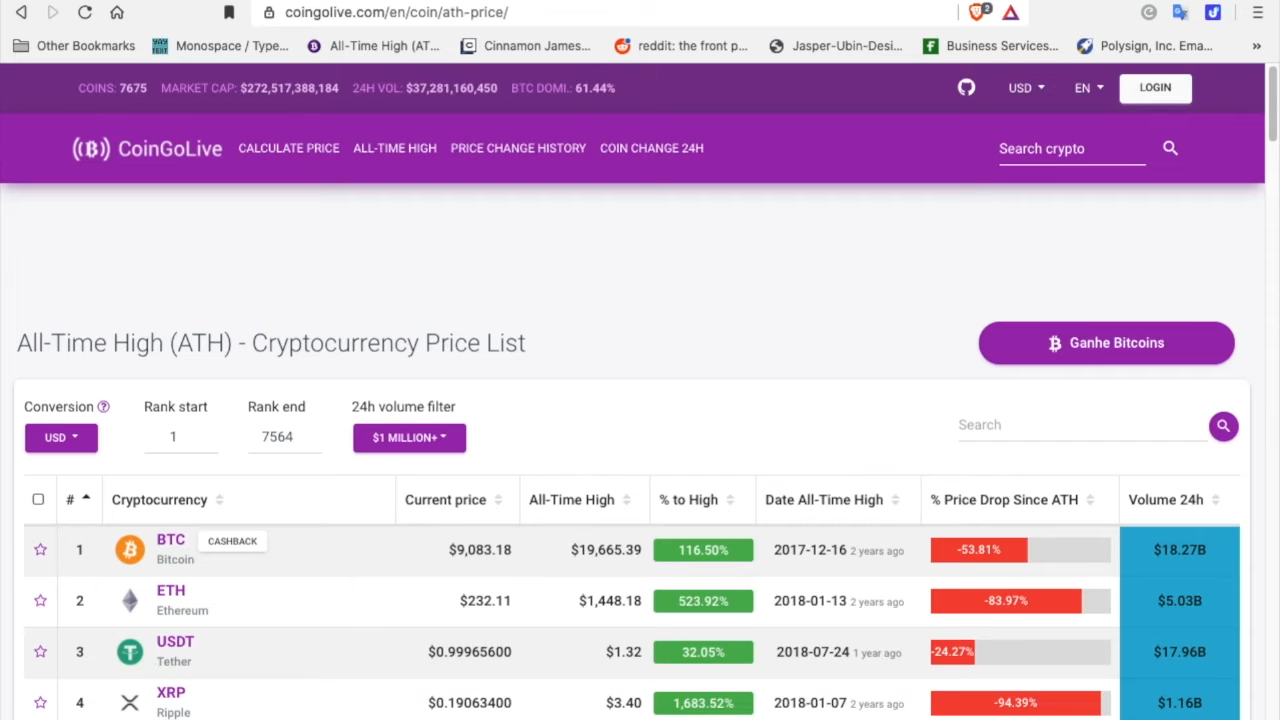 coingolive.com/en/coin/ath-price/
2
Other Bookmarks Monospace / Type... All-Time High (AT... Cinnamon James... reddit: the front p... Jasper-Ubin-Desi... Business Services... Polysign, Inc. Ema... »
COINS: 7675 MARKET CAP: $272,517,388,184 24H VOL: $37,281,160,450 BTC DOMI.: 61.44% USD EN LOGIN
CoinGoLive CALCULATE PRICE ALL-TIME HIGH PRICE CHANGE HISTORY COIN CHANGE 24H Search crypto
All-Time High (ATH) - Cryptocurrency Price List Ganhe Bitcoins
Conversion Rank start Rank end 24h volume filter
USD 1 7564 $1 MILLION+ Search
# Cryptocurrency Current price All-Time High % to High Date All-Time High % Price Drop Since ATH Volume 24h
1 BTC CASHBACK Bitcoin $9,083.18 $19,665.39 116.50% 2017-12-16 2 years ago -53.81% $18.27B
2 ETH Ethereum $232.11 $1,448.18 523.92% 2018-01-13 2 years ago -83.97% $5.03B
3 USDT Tether $0.99965600 $1.32 32.05% 2018-07-24 1 year ago -24.27% $17.96B
4 XRP Ripple $0.19063400 $3.40 1,683.52% 2018-01-07 2 years ago -94.39% $1.16B